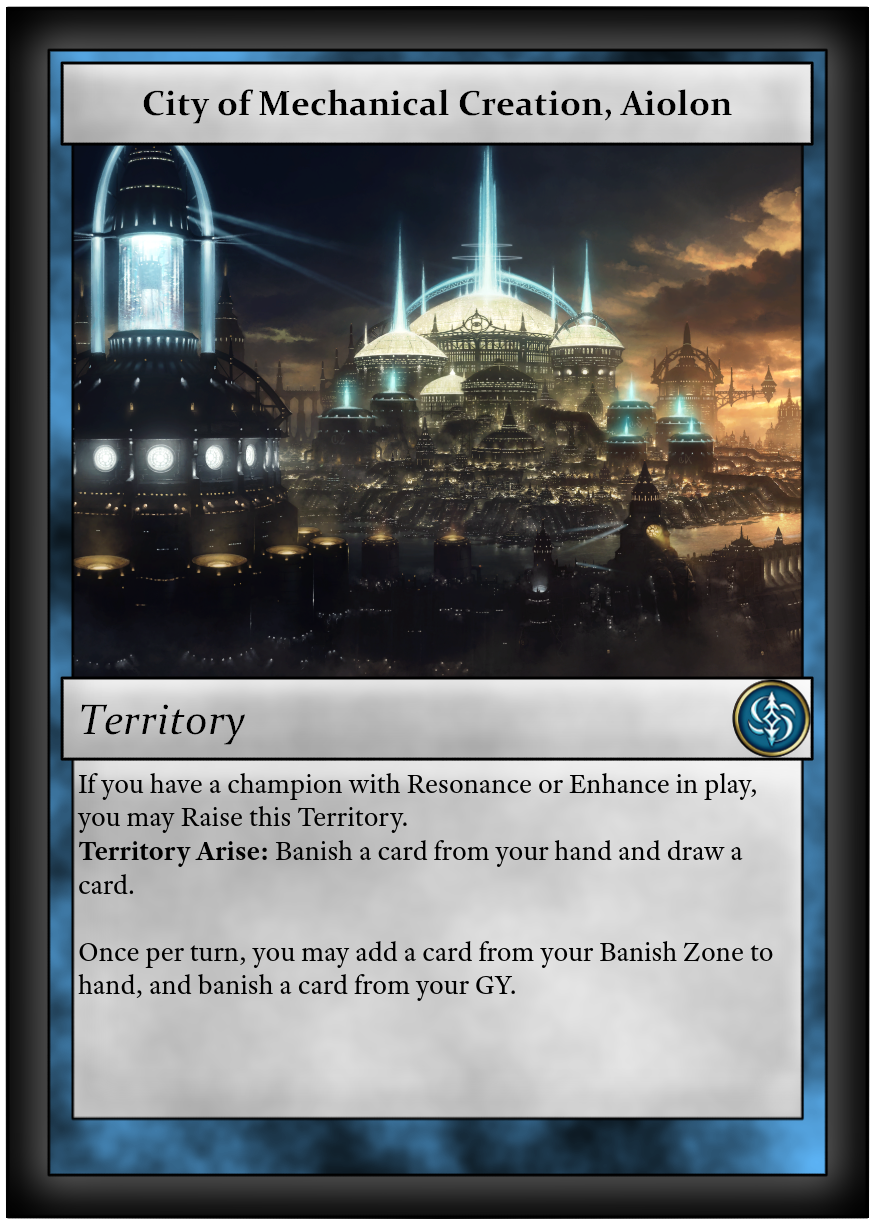 City of Mechanical Creation, Aiolon
Territory
If you have a champion with Resonance or Enhance in play,
you may Raise this Territory.
Territory Arise: Banish a card from your hand and draw a
card.
Once per turn, you may add a card from your Banish Zone to
hand, and banish a card from your GY.